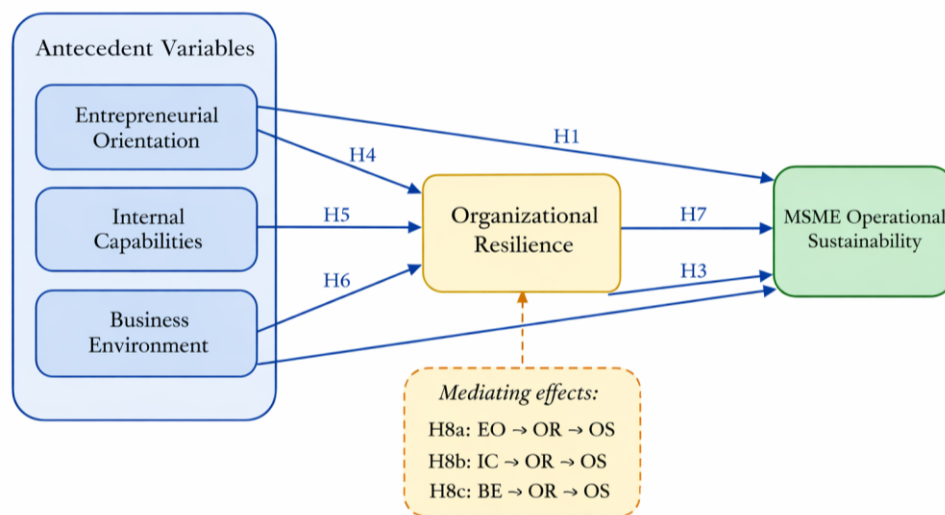 Antecedent Variables
Entrepreneurial
Orientation
Internal
Capabilities
Business
Environment
H1
H4
H5
H6
Organizational
Resilience
H7
H3
MSME Operational
Sustainability
Mediating effects:
H8a: EO → OR → OS
H8b: IC → OR → OS
H8c: BE → OR → OS